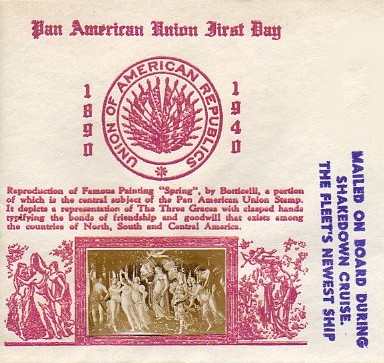 Pan American Union First Day
1890
UNION OF AMERICAN REPUBLICS
1940
Reproduction of Famous Painting "Spring", by Botticelli, a portion
of which is the central subject of the Pan American Union Stamp.
It depicts a representation of The Three Graces with clasped hands
typifying the bonds of friendship and goodwill that exists among
the countries of North, South and Central America.
MAILED ON BOARD DURING
SHAKEDOWN CRUISE.
THE FLEET'S NEWEST SHIP